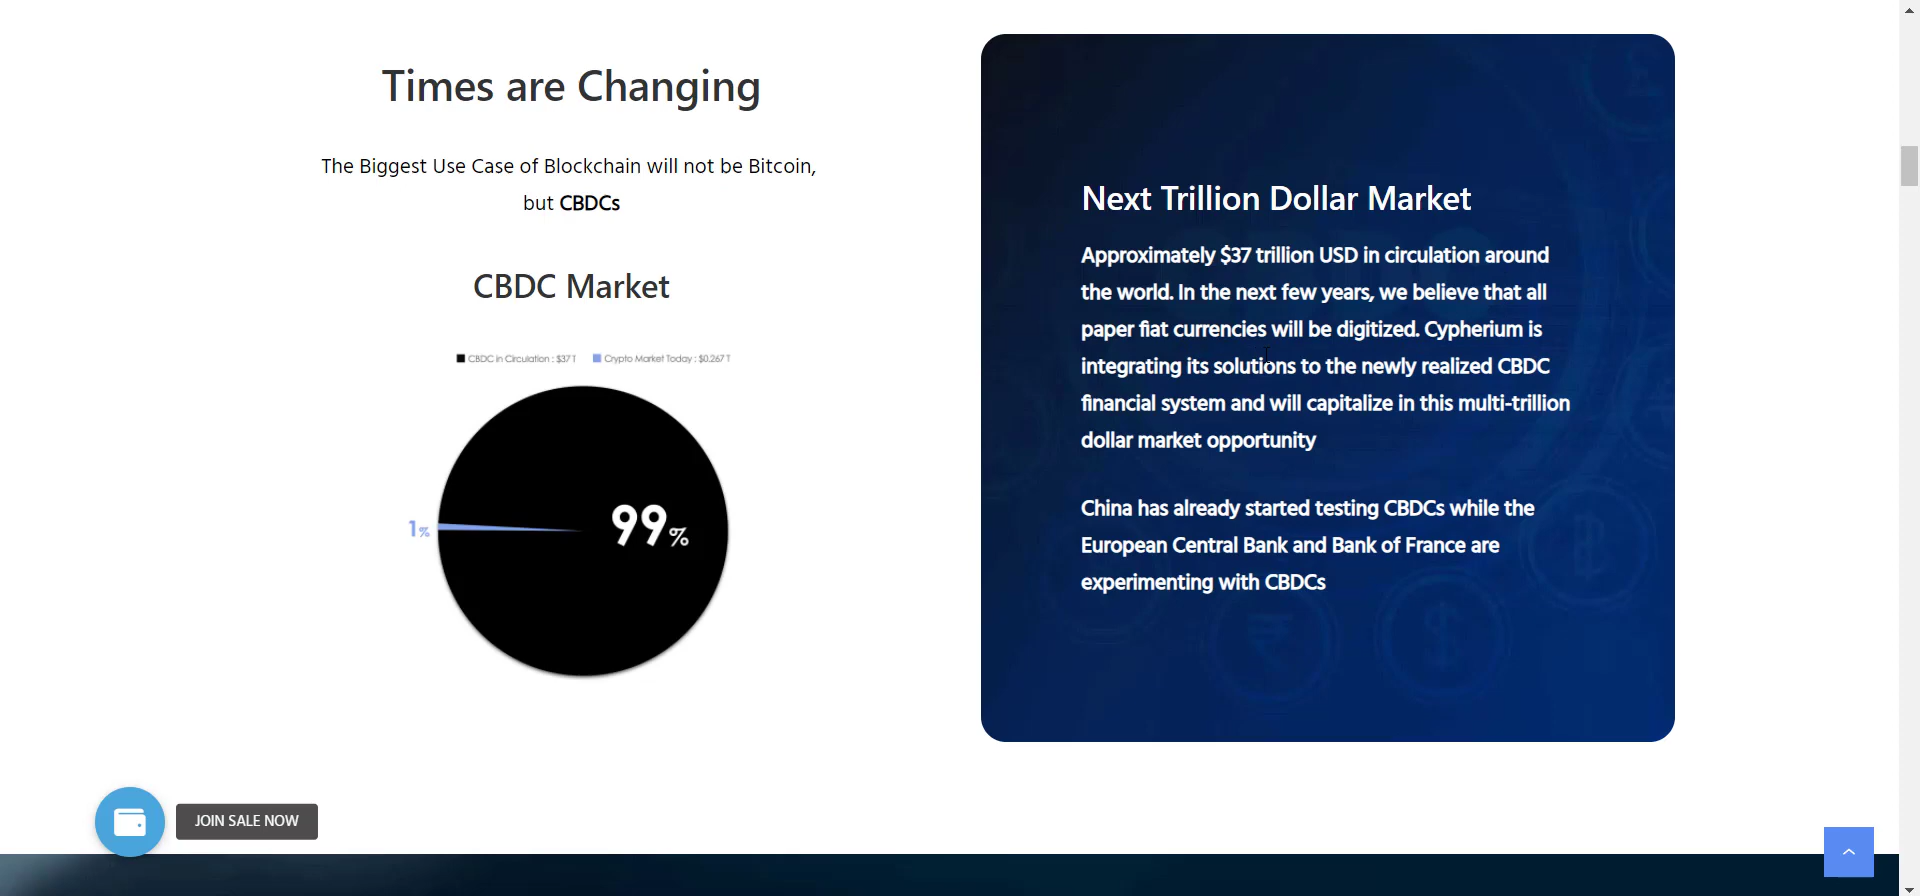 Times are Changing
The Biggest Use Case of Blockchain will not be Bitcoin,
but CBDCs
CBDC Market
CBDC in Circulation : $37 T Crypto Market Today : $0.267 T
1%
99%
Next Trillion Dollar Market
Approximately $37 trillion USD in circulation around
the world. In the next few years, we believe that all
paper fiat currencies will be digitized. Cypherium is
integrating its solutions to the newly realized CBDC
financial system and will capitalize in this multi-trillion
dollar market opportunity
China has already started testing CBDCs while the
European Central Bank and Bank of France are
experimenting with CBDCs
JOIN SALE NOW